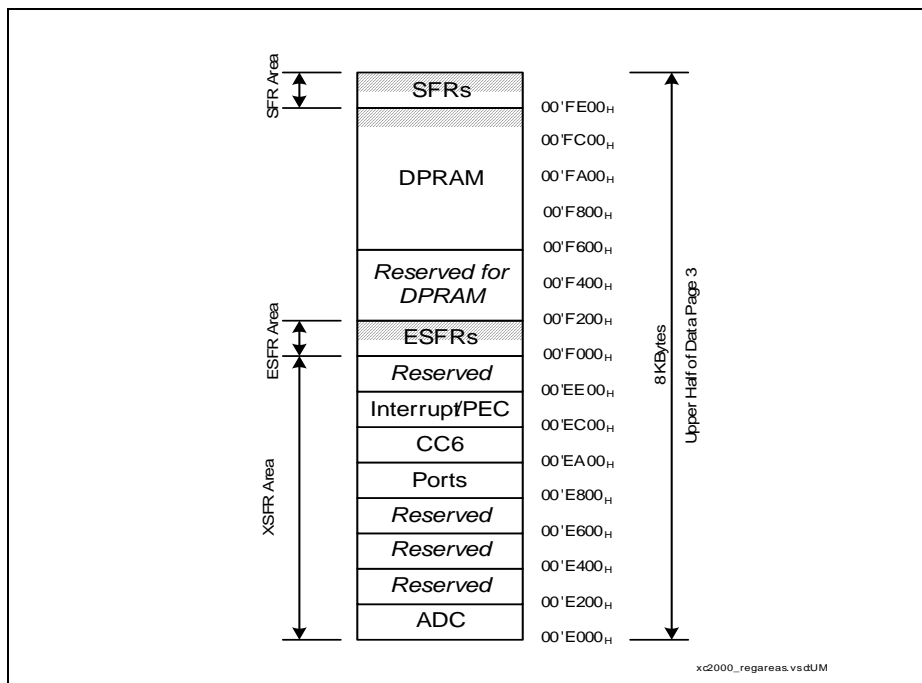 SFR Area
SFRs
00'FE00H
00'FC00H
DPRAM
00'FA00H
00'F800H
00'F600H
Reserved for
DPRAM
00'F400H
00'F200H
ESFR Area
ESFRs
00'F000H
Reserved
00'EE00H
Interrupt/PEC
00'EC00H
CC6
00'EA00H
Ports
00'E800H
XSFR Area
Reserved
00'E600H
Reserved
00'E400H
Reserved
00'E200H
ADC
00'E000H
8 KBytes
Upper Half of Data Page 3